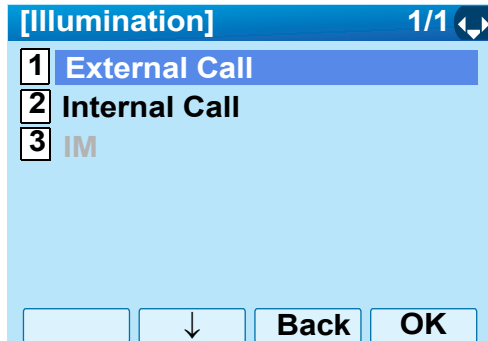 [Illumination] 1/1
1 External Call
2 Internal Call
3 IM
↓ Back OK